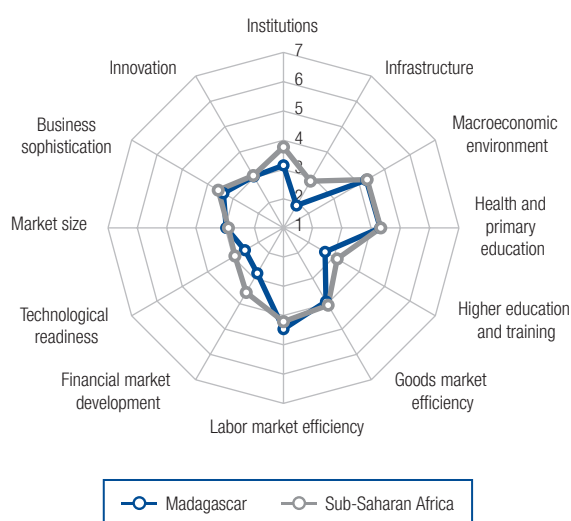 Institutions
7
6
5
4
3
2
1
Infrastructure
Macroeconomic
environment
Health and
primary
education
Higher education
and training
Goods market
efficiency
Labor market efficiency
Financial market
development
Technological
readiness
Market size
Business
sophistication
Innovation
Madagascar
Sub-Saharan Africa